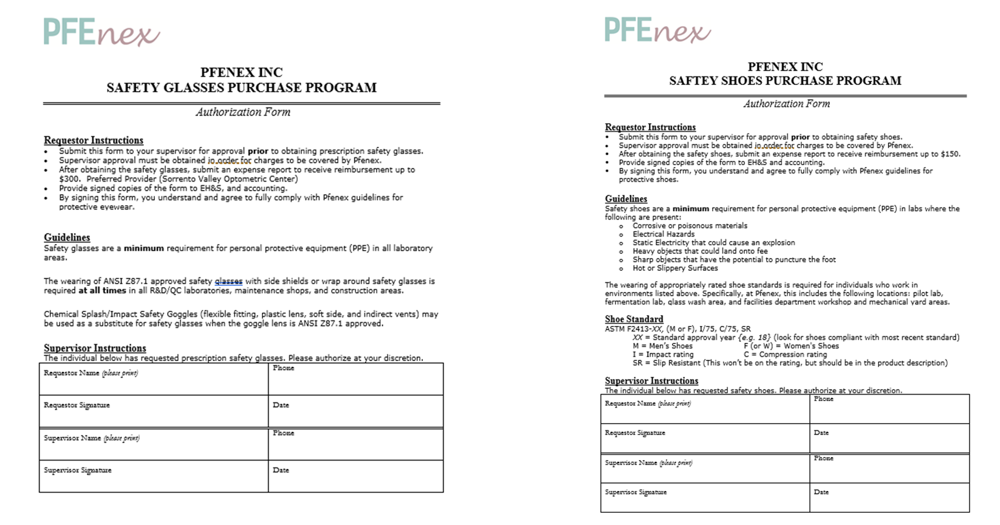 PFEnex
PFENEX INC
SAFETY GLASSES PURCHASE PROGRAM
Authorization Form
Requestor Instructions
• Submit this form to your supervisor for approval prior to obtaining prescription safety glasses.
• Supervisor approval must be obtained in order for charges to be covered by Pfenex.
• After obtaining the safety glasses, submit an expense report to receive reimbursement up to
$300. Preferred Provider (Sorrento Valley Optometric Center)
• Provide signed copies of the form to EH&S, and accounting.
• By signing this form, you understand and agree to fully comply with Pfenex guidelines for
protective eyewear.
Guidelines
Safety glasses are a minimum requirement for personal protective equipment (PPE) in all laboratory
areas.
The wearing of ANSI Z87.1 approved safety glasses with side shields or wrap around safety glasses is
required at all times in all R&D/QC laboratories, maintenance shops, and construction areas.
Chemical Splash/Impact Safety Goggles (flexible fitting, plastic lens, soft side, and indirect vents) may
be used as a substitute for safety glasses when the goggle lens is ANSI Z87.1 approved.
Supervisor Instructions
The individual below has requested prescription safety glasses. Please authorize at your discretion.
Requestor Name (please print) Phone
Requestor Signature Date
Supervisor Name (please print) Phone
Supervisor Signature Date
PFEnex
PFENEX INC
SAFTEY SHOES PURCHASE PROGRAM
Authorization Form
Requestor Instructions
• Submit this form to your supervisor for approval prior to obtaining safety shoes.
• Supervisor approval must be obtained in order for charges to be covered by Pfenex.
• After obtaining the safety shoes, submit an expense report to receive reimbursement up to $150.
• Provide signed copies of the form to EH&S and accounting.
• By signing this form, you understand and agree to fully comply with Pfenex guidelines for
protective shoes.
Guidelines
Safety shoes are a minimum requirement for personal protective equipment (PPE) in labs where the
following are present:
o Corrosive or poisonous materials
o Electrical Hazards
o Static Electricity that could cause an explosion
o Heavy objects that could land onto fee
o Sharp objects that have the potential to puncture the foot
o Hot or Slippery Surfaces
The wearing of appropriately rated shoe standards is required for individuals who work in
environments listed above. Specifically, at Pfenex, this includes the following locations: pilot lab,
fermentation lab, glass wash area, and facilities department workshop and mechanical yard areas.
Shoe Standard
ASTM F2413-XX, (M or F), I/75, C/75, SR
XX = Standard approval year {e.g. 18} (look for shoes compliant with most recent standard)
M = Men's Shoes F (or W) = Women's Shoes
I = Impact rating C = Compression rating
SR = Slip Resistant (This won't be on the rating, but should be in the product description)
Supervisor Instructions
The individual below has requested safety shoes. Please authorize at your discretion.
Requestor Name (please print) Phone
Requestor Signature Date
Supervisor Name (please print) Phone
Supervisor Signature Date